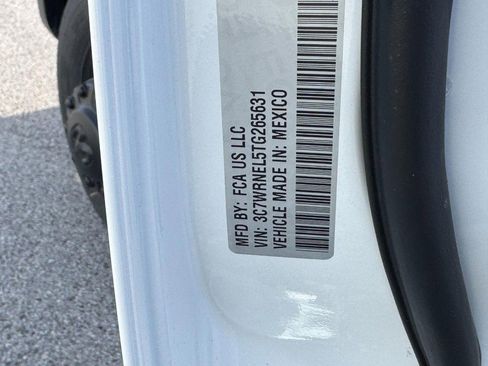 MFD BY: FCA US LLC
VIN: 3C7WRNEL5TG265631
VEHICLE MADE IN: MEXICO